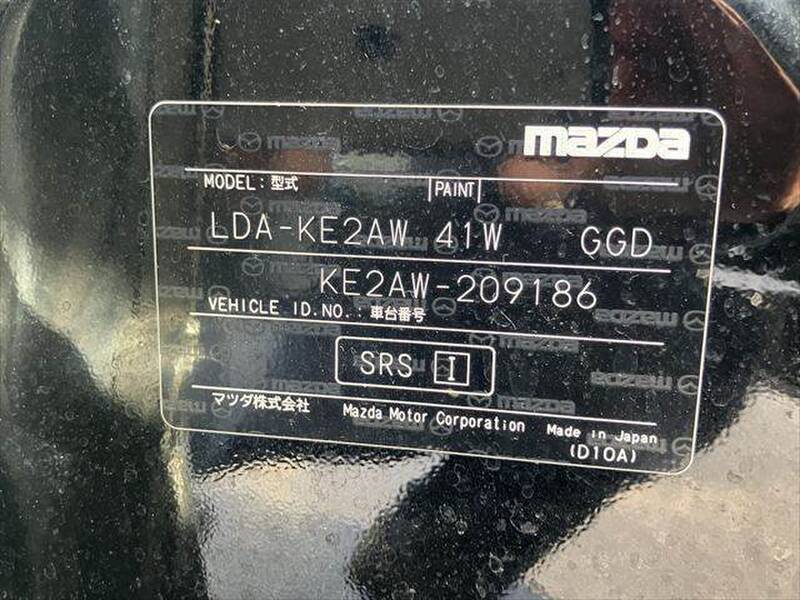 mazda
MODEL:型式 PAINT
LDA-KE2AW 41W GGD
KE2AW-209186
VEHICLE ID.NO.:車台番号
SRS I
マツダ株式会社 Mazda Motor Corporation Made in Japan
(D10A)